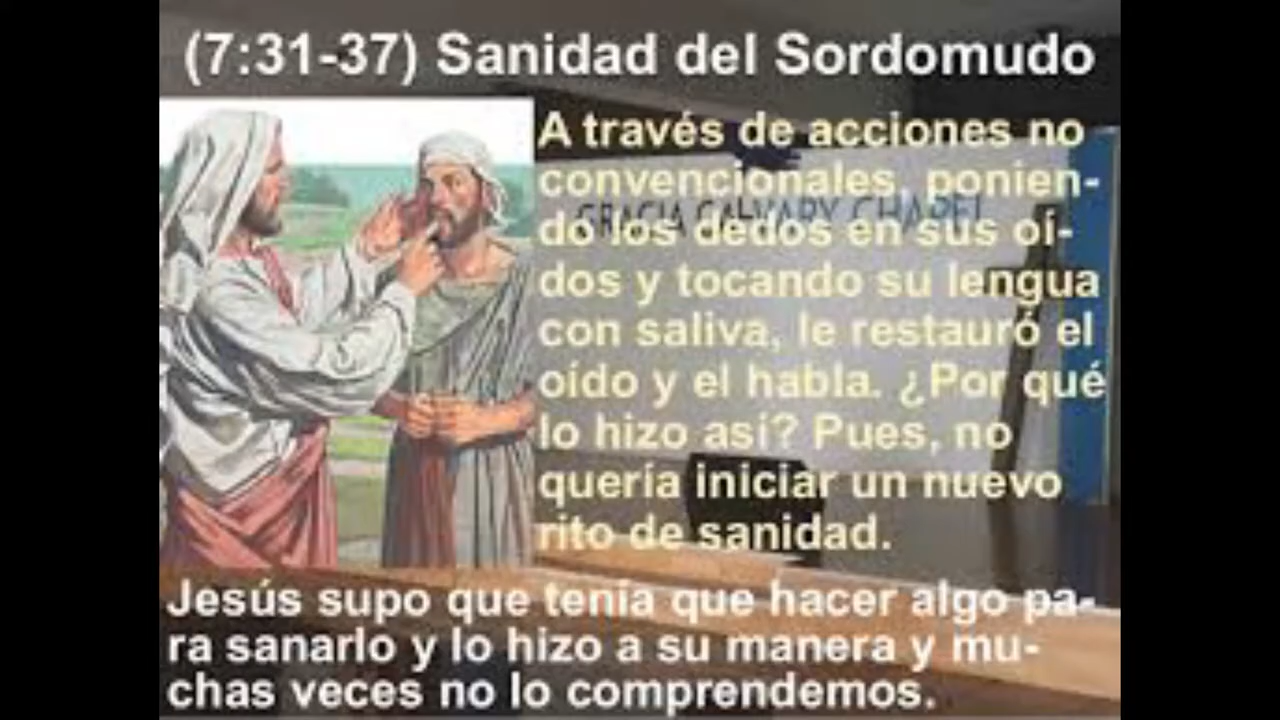 (7:31-37) Sanidad del Sordomudo
A través de acciones no
convencionales, ponien-
GRACIA CALVARY CHAPEL
do los dedos en sus oí-
dos y tocando su lengua
con saliva, le restauró el
oído y el habla. ¿Por qué
lo hizo así? Pues, no
quería iniciar un nuevo
rito de sanidad.
Jesús supo que tenía que hacer algo pa-
ra sanarlo y lo hizo a su manera y mu-
chas veces no lo comprendemos.